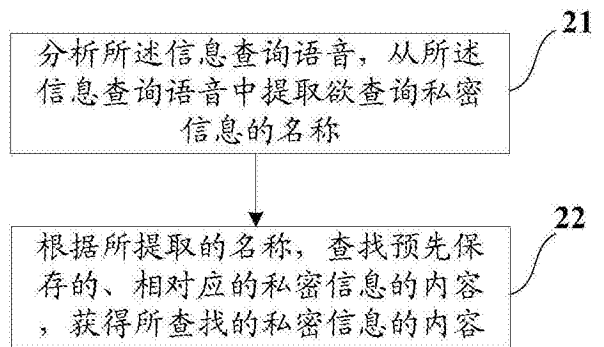 分析所述信息查询语音，从所述
信息查询语音中提取欲查询私密
信息的名称
21
根据所提取的名称，查找预先保
存的、相对应的私密信息的内容
，获得所查找的私密信息的内容
22